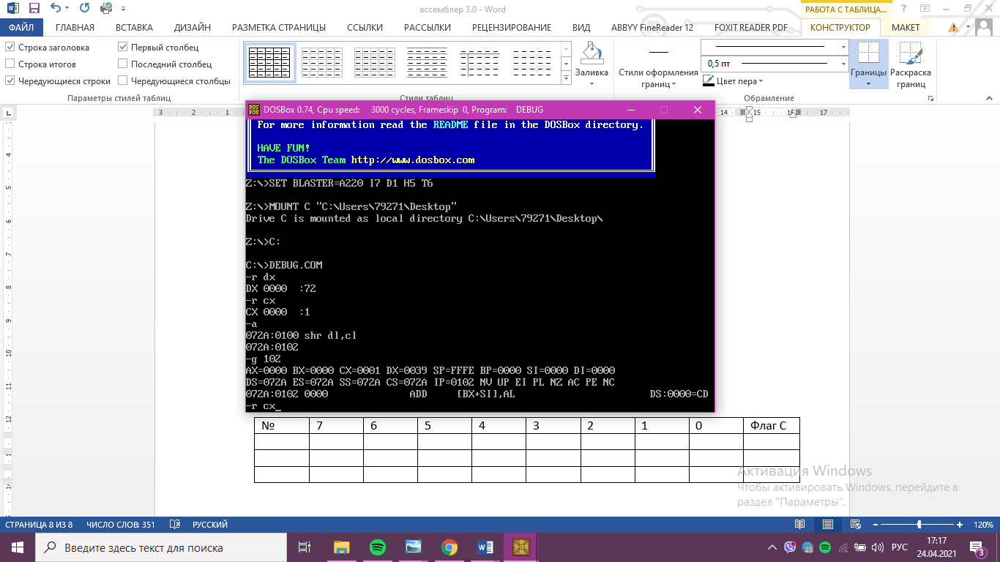 ассемблер 3.0 - Word
РАБОТА С ТАБЛИЦА...
ФАЙЛ ГЛАВНАЯ ВСТАВКА ДИЗАЙН РАЗМЕТКА СТРАНИЦЫ ССЫЛКИ РАССЫЛКИ РЕЦЕНЗИРОВАНИЕ ВИД ABBYY FineReader 12 FOXIT READER PDF КОНСТРУКТОР МАКЕТ
Строка заголовка Первый столбец
Строка итогов Последний столбец
Чередующиеся строки Чередующиеся столбцы
Параметры стилей таблиц
Стили таблиц
Заливка
Стили оформления границ
0,5 пт
Цвет пера
Границы
Раскраска границ
Обрамление
3 2 1 14 15 16 17
DOSBox 0.74, Cpu speed: 3000 cycles, Frameskip 0, Program: DEBUG
For more information read the README file in the DOSBox directory.
HAVE FUN!
The DOSBox Team http://www.dosbox.com
Z:\>SET BLASTER=A220 I7 D1 H5 T6
Z:\>MOUNT C "C:\Users\79271\Desktop"
Drive C is mounted as local directory C:\Users\79271\Desktop\
Z:\>C:
C:\>DEBUG.COM
-r dx
DX 0000 :72
-r cx
CX 0000 :1
-a
072A:0100 shr dl,cl
072A:0102
-g 102
AX=0000 BX=0000 CX=0001 DX=0039 SP=FFFE BP=0000 SI=0000 DI=0000
DS=072A ES=072A SS=072A CS=072A IP=0102 NV UP EI PL NZ AC PE NC
072A:0102 0000 ADD [BX+SI],AL DS:0000=CD
-r cx_
№ 7 6 5 4 3 2 1 0 Флаг C
Активация Windows
Чтобы активировать Windows, перейдите в
раздел "Параметры".
СТРАНИЦА 8 ИЗ 8 ЧИСЛО СЛОВ: 351 РУССКИЙ 120%
Введите здесь текст для поиска
25
РУС
17:17
24.04.2021
3